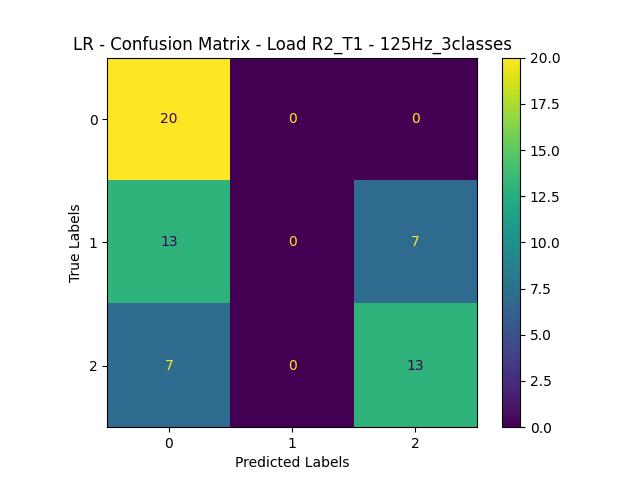 LR - Confusion Matrix - Load R2_T1 - 125Hz_3classes
True Labels
0
1
2
20 0 0
13 0 7
7 0 13
0 1 2
Predicted Labels
20.0
17.5
15.0
12.5
10.0
7.5
5.0
2.5
0.0